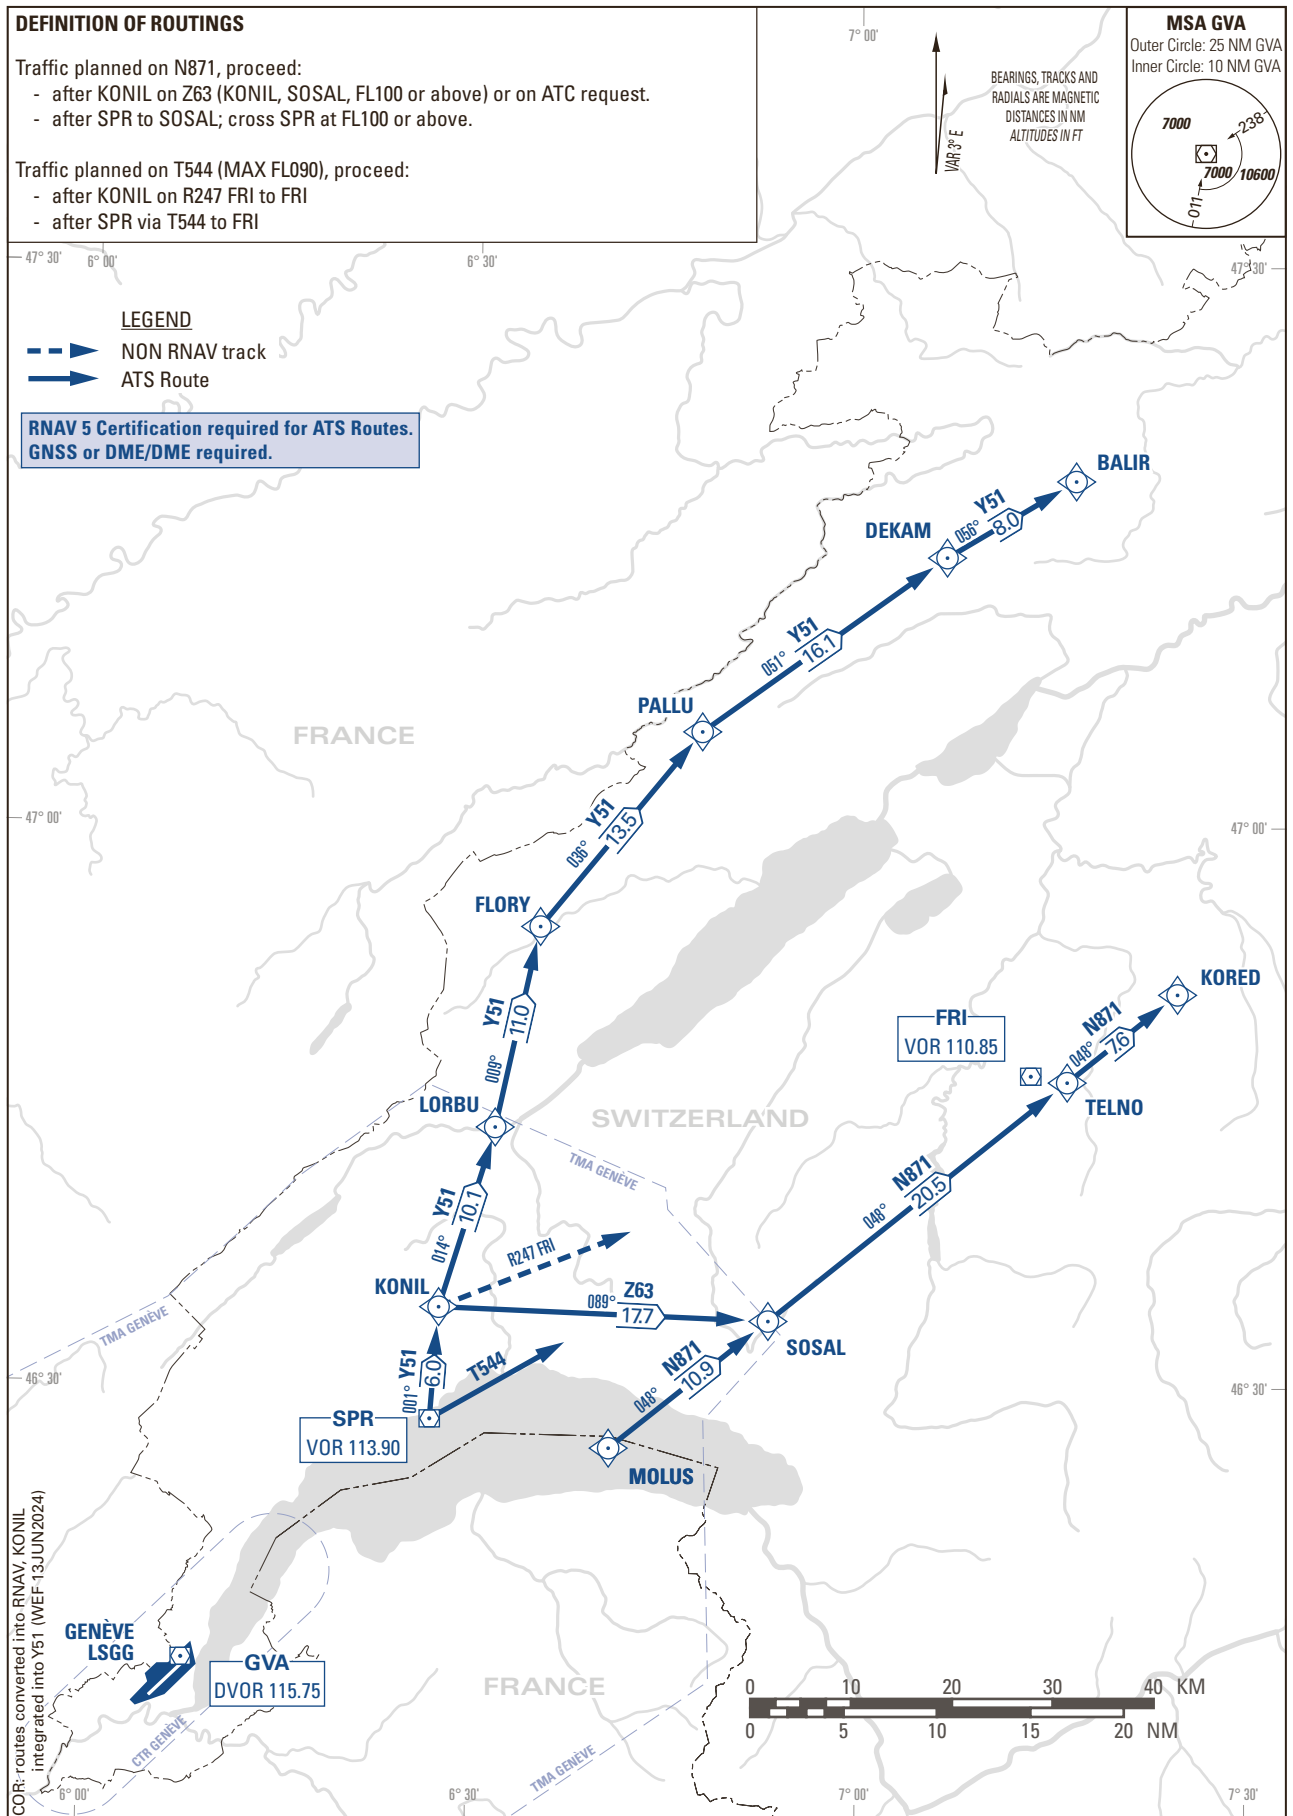 DEFINITION OF ROUTINGS
Traffic planned on N871, proceed:
- after KONIL on Z63 (KONIL, SOSAL, FL100 or above) or on ATC request.
- after SPR to SOSAL; cross SPR at FL100 or above.
Traffic planned on T544 (MAX FL090), proceed:
- after KONIL on R247 FRI to FRI
- after SPR via T544 to FRI
7° 00'
VAR 3° E
BEARINGS, TRACKS AND
RADIALS ARE MAGNETIC
DISTANCES IN NM
ALTITUDES IN FT
MSA GVA
Outer Circle: 25 NM GVA
Inner Circle: 10 NM GVA
7000
238
7000
10600
011
47° 30'
6° 00'
6° 30'
47° 30'
LEGEND
NON RNAV track
ATS Route
RNAV 5 Certification required for ATS Routes.
GNSS or DME/DME required.
BALIR
Y51
056°
8.0
DEKAM
Y51
051°
16.1
PALLU
FRANCE
Y51
036°
13.5
47° 00'
47° 00'
FLORY
Y51
11.0
009°
KORED
FRI
VOR 110.85
N871
048°
7.6
TELNO
LORBU
SWITZERLAND
TMA GENÈVE
N871
048°
20.5
Y51
10.1
014°
R247 FRI
KONIL
089°
Z63
17.7
SOSAL
TMA GENÈVE
Y51
001°
6.0
T544
N871
048°
10.9
46° 30'
46° 30'
SPR
VOR 113.90
MOLUS
COR: routes converted into RNAV, KONIL
integrated into Y51 (WEF 13JUN2024)
GENÈVE
LSGG
GVA
DVOR 115.75
FRANCE
CTR GENÈVE
TMA GENÈVE
0 10 20 30 40 KM
0 5 10 15 20 NM
6° 00'
6° 30'
7° 00'
7° 30'